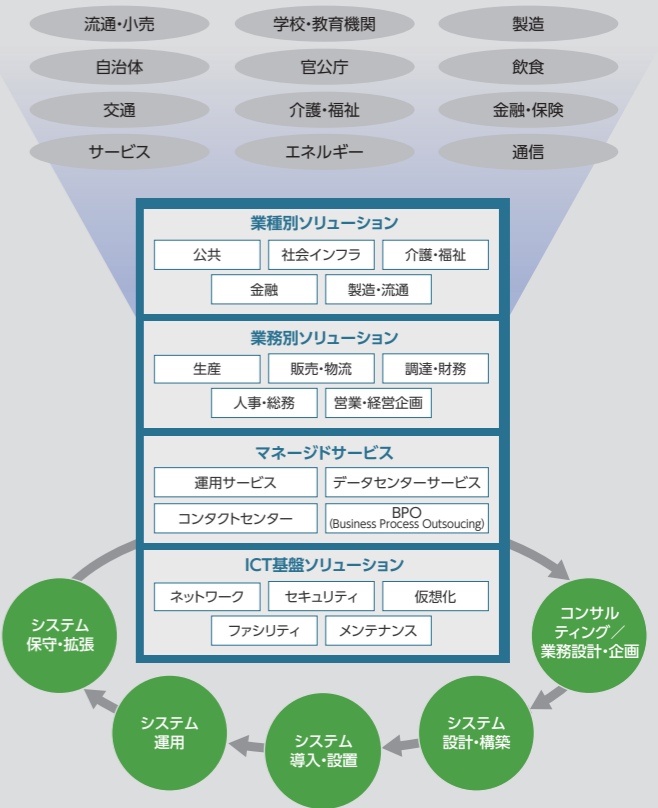 流通・小売
学校・教育機関
製造
自治体
官公庁
飲食
交通
介護・福祉
金融・保険
サービス
エネルギー
通信
業種別ソリューション
公共
社会インフラ
介護・福祉
金融
製造・流通
業務別ソリューション
生産
販売・物流
調達・財務
人事・総務
営業・経営企画
マネージドサービス
運用サービス
データセンターサービス
コンタクトセンター
BPO
(Business Process Outsoucing)
ICT基盤ソリューション
ネットワーク
セキュリティ
仮想化
ファシリティ
メンテナンス
コンサル
ティング／
業務設計・企画
システム
設計・構築
システム
導入・設置
システム
運用
システム
保守・拡張